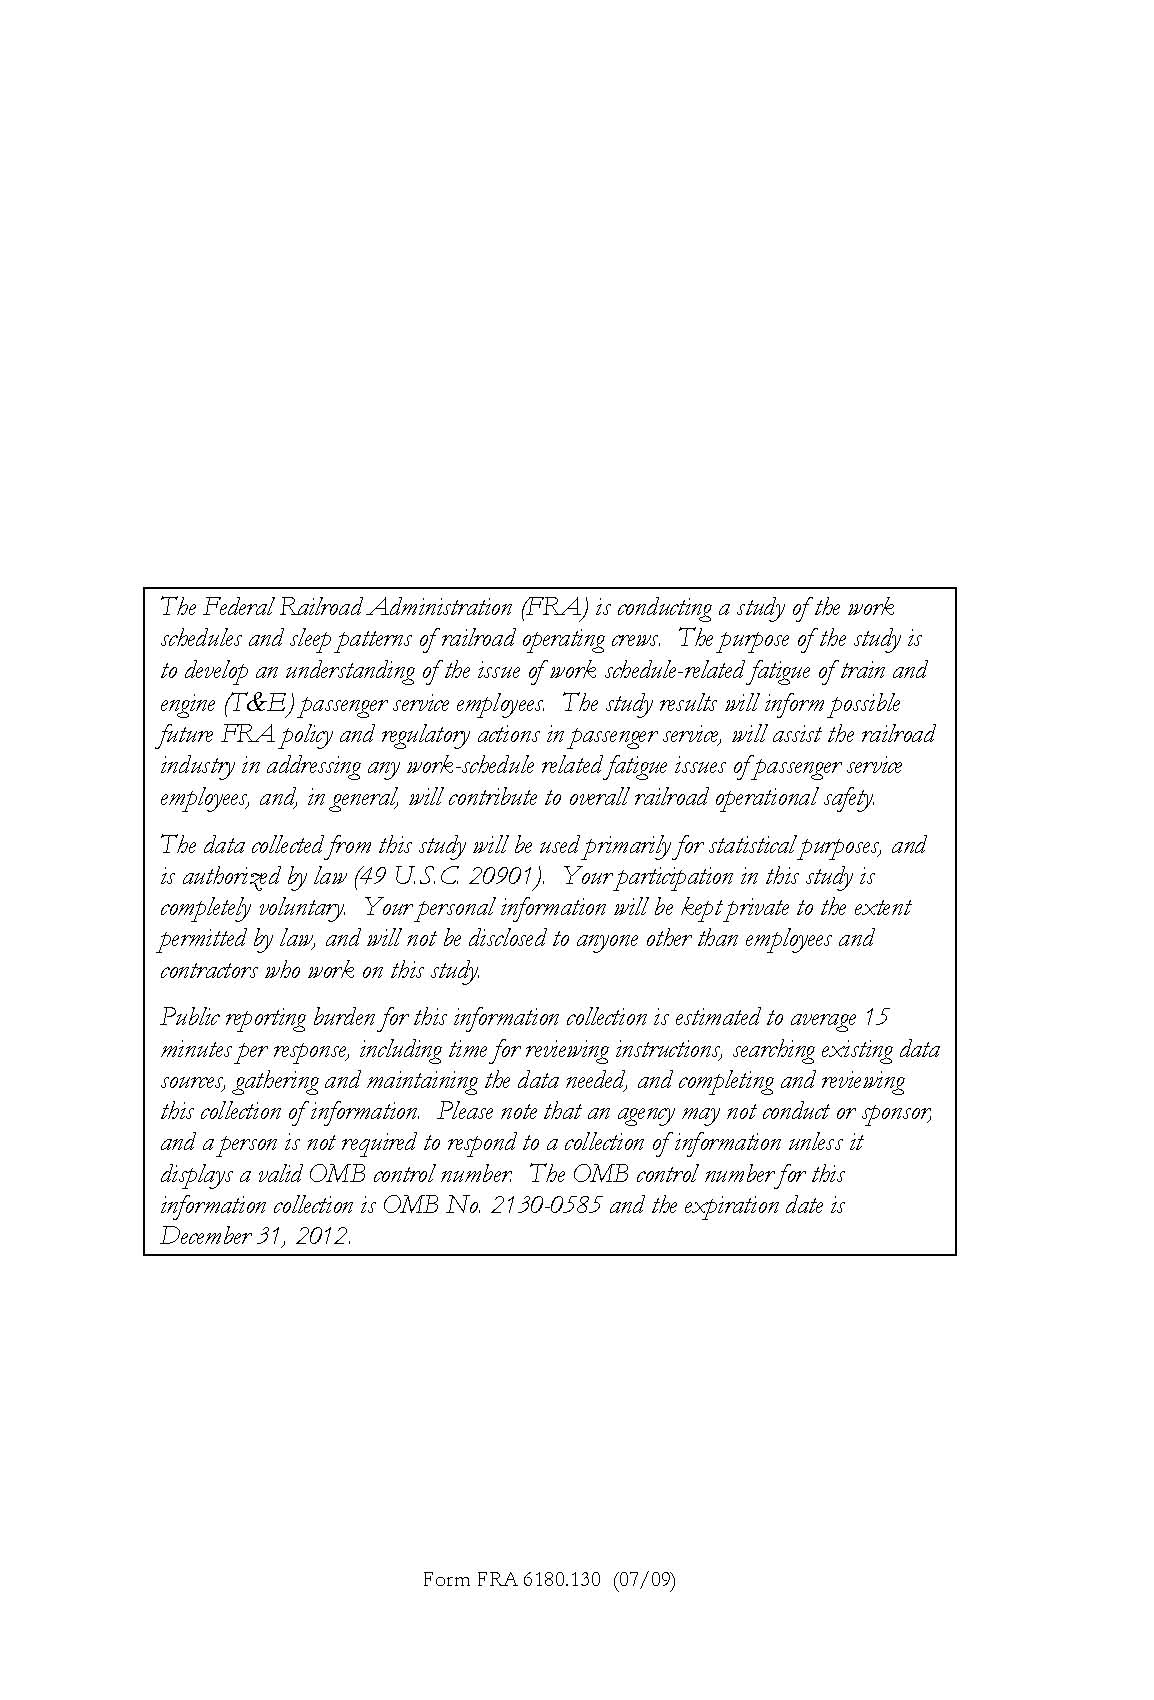 The Federal Railroad Administration (FRA) is conducting a study of the work
schedules and sleep patterns of railroad operating crews.  The purpose of the study is
to develop an understanding of the issue of work schedule-related fatigue of train and
engine (T&E) passenger service employees.  The study results will inform possible
future FRA policy and regulatory actions in passenger service, will assist the railroad
industry in addressing any work-schedule related fatigue issues of passenger service
employees, and, in general, will contribute to overall railroad operational safety.
The data collected from this study will be used primarily for statistical purposes, and
is authorized by law (49 U.S.C. 20901).  Your participation in this study is
completely voluntary.  Your personal information will be kept private to the extent
permitted by law, and will not be disclosed to anyone other than employees and
contractors who work on this study.
Public reporting burden for this information collection is estimated to average 15
minutes per response, including time for reviewing instructions, searching existing data
sources, gathering and maintaining the data needed, and completing and reviewing
this collection of information.  Please note that an agency may not conduct or sponsor,
and a person is not required to respond to a collection of information unless it
displays a valid OMB control number.  The OMB control number for this
information collection is OMB No. 2130-0585 and the expiration date is
December 31, 2012.
Form FRA 6180.130  (07/09)